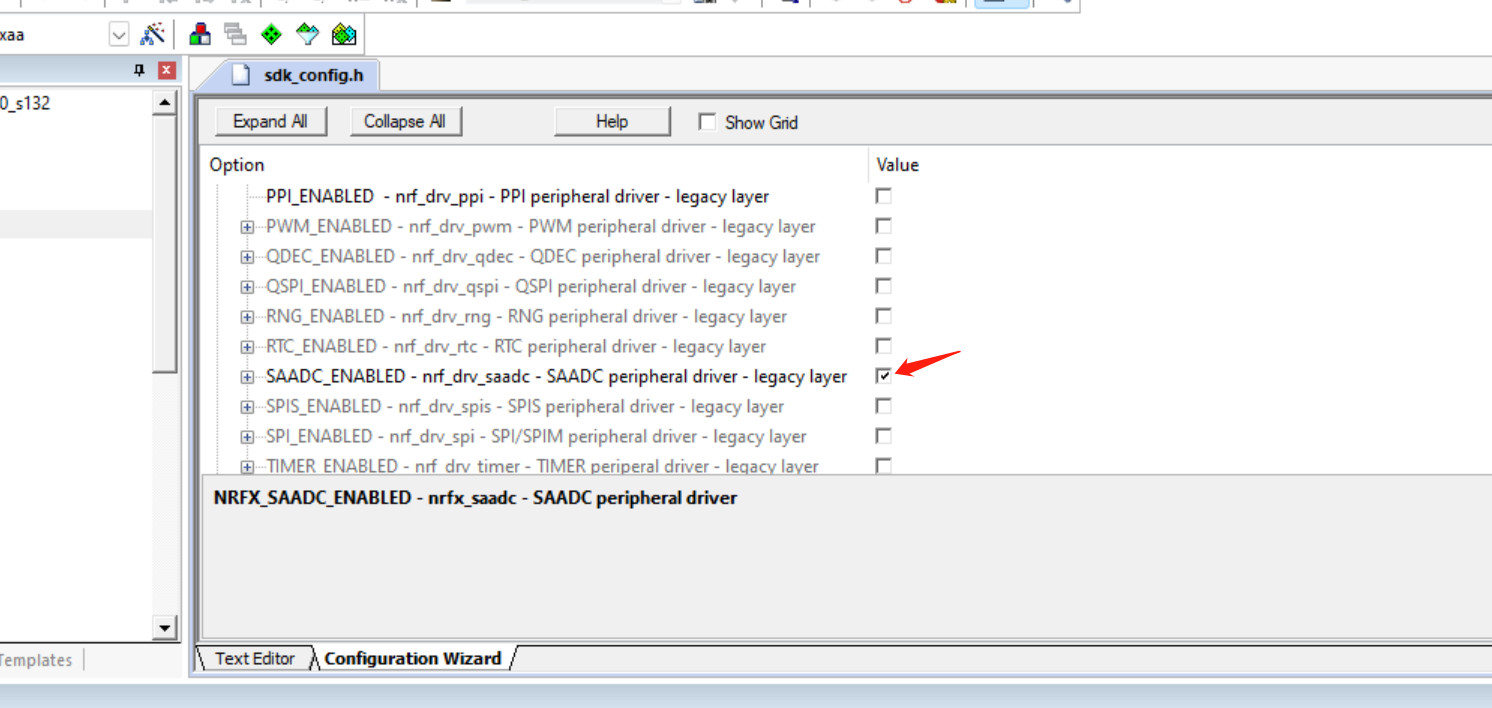 xaa
sdk_config.h
0_s132
Expand All Collapse All Help Show Grid
Option Value
PPI_ENABLED - nrf_drv_ppi - PPI peripheral driver - legacy layer
PWM_ENABLED - nrf_drv_pwm - PWM peripheral driver - legacy layer
QDEC_ENABLED - nrf_drv_qdec - QDEC peripheral driver - legacy layer
QSPI_ENABLED - nrf_drv_qspi - QSPI peripheral driver - legacy layer
RNG_ENABLED - nrf_drv_rng - RNG peripheral driver - legacy layer
RTC_ENABLED - nrf_drv_rtc - RTC peripheral driver - legacy layer
SAADC_ENABLED - nrf_drv_saadc - SAADC peripheral driver - legacy layer
SPIS_ENABLED - nrf_drv_spis - SPIS peripheral driver - legacy layer
SPI_ENABLED - nrf_drv_spi - SPI/SPIM peripheral driver - legacy layer
TIMER_ENABLED - nrf_drv_timer - TIMER periperal driver - legacy layer
NRFX_SAADC_ENABLED - nrfx_saadc - SAADC peripheral driver
Templates
Text Editor Configuration Wizard